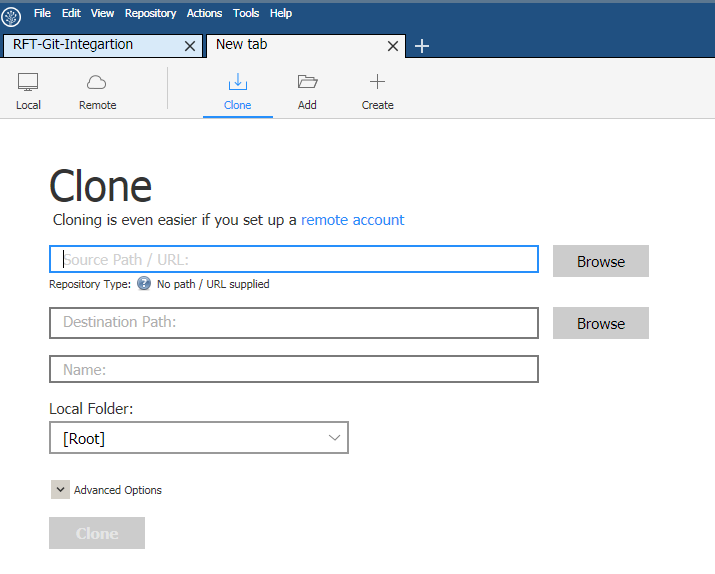 File Edit View Repository Actions Tools Help
RFT-Git-Integartion New tab
Local Remote Clone Add Create
Clone
Cloning is even easier if you set up a remote account
Source Path / URL: Browse
Repository Type: ? No path / URL supplied
Destination Path: Browse
Name:
Local Folder:
[Root]
Advanced Options
Clone